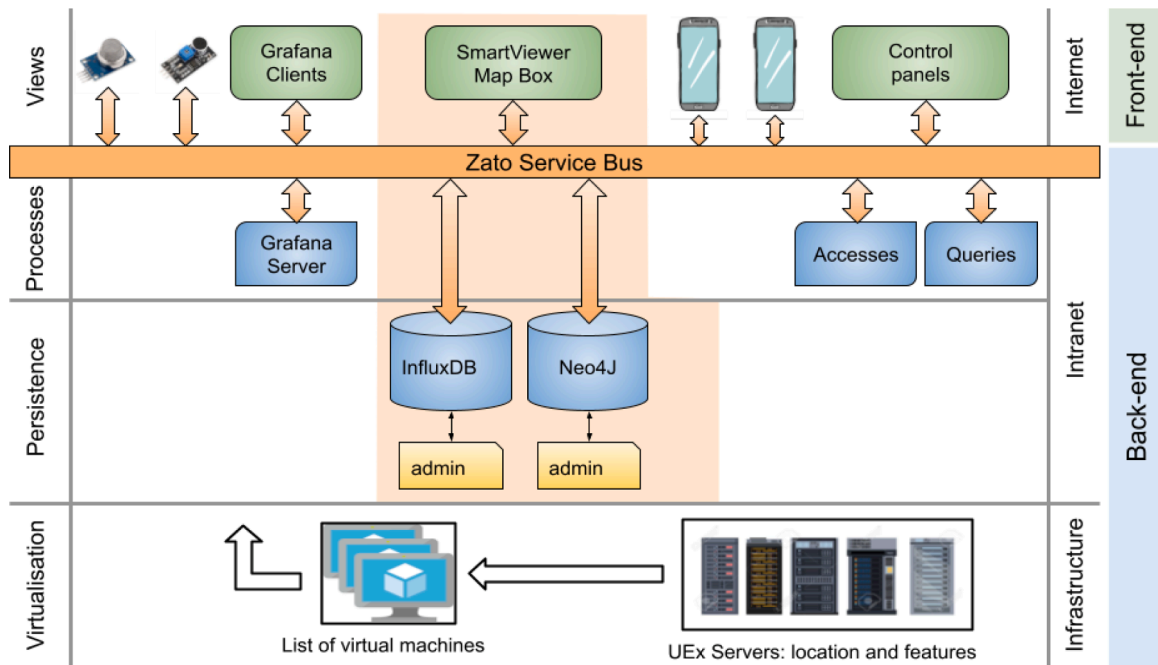 Views
Grafana
Clients
SmartViewer
Map Box
Control
panels
Internet
Front-end
Zato Service Bus
Processes
Grafana
Server
Accesses
Queries
Intranet
Back-end
Persistence
InfluxDB
Neo4J
admin
admin
Virtualisation
List of virtual machines
UEx Servers: location and features
Infrastructure